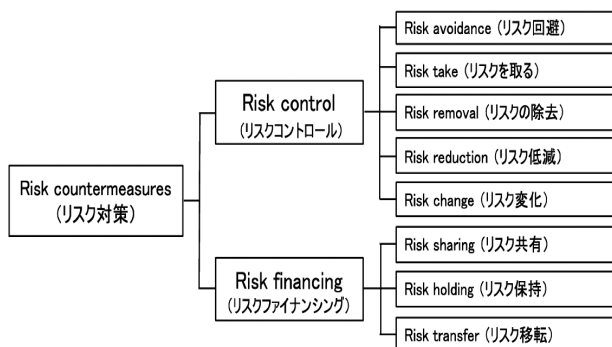 Risk countermeasures
(リスク対策)
Risk control
(リスクコントロール)
Risk avoidance (リスク回避)
Risk take (リスクを取る)
Risk removal (リスクの除去)
Risk reduction (リスク低減)
Risk change (リスク変化)
Risk financing
(リスクファイナンシング)
Risk sharing (リスク共有)
Risk holding (リスク保持)
Risk transfer (リスク移転)